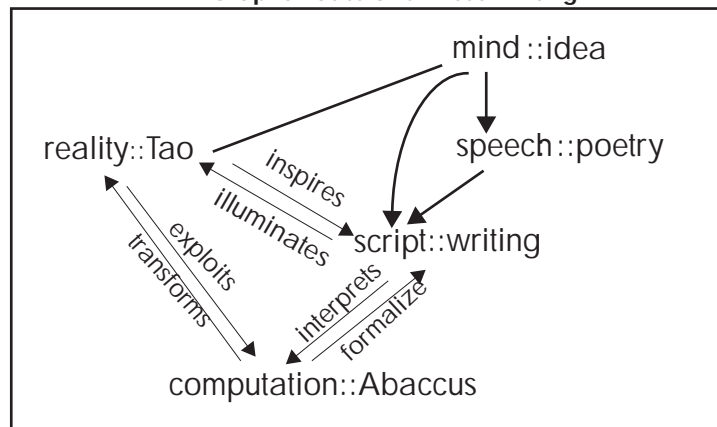 mind ::idea
reality::Tao
speech ::poetry
inspires
illuminates
script::writing
exploits
transforms
interprets
formalize
computation::Abaccus